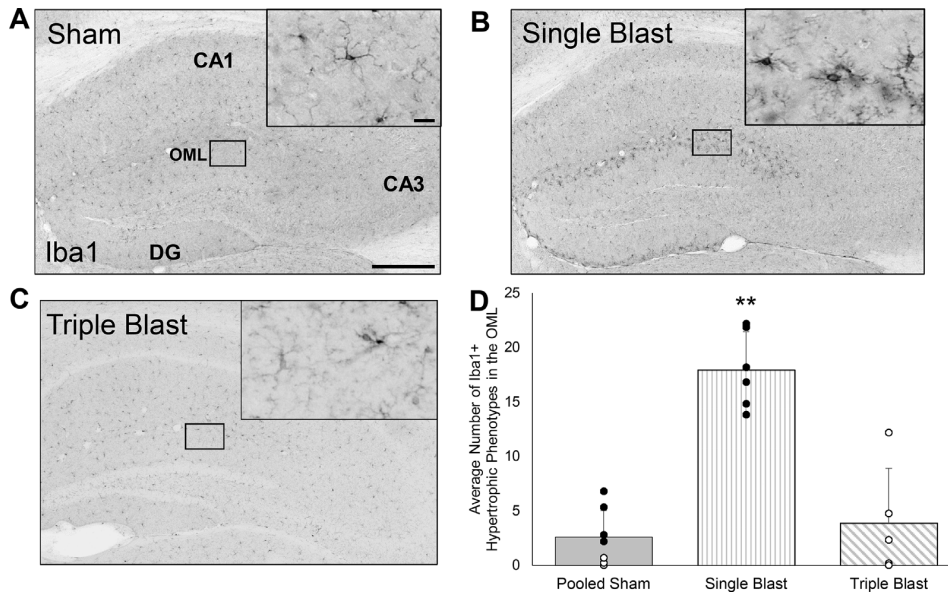 A
Sham
CA1
OML
CA3
Iba1
DG
B
Single Blast
C
Triple Blast
D
Average Number of Iba1+
Hypertrophic Phenotypes in the OML
25
20
15
10
5
0
**
Pooled Sham
Single Blast
Triple Blast